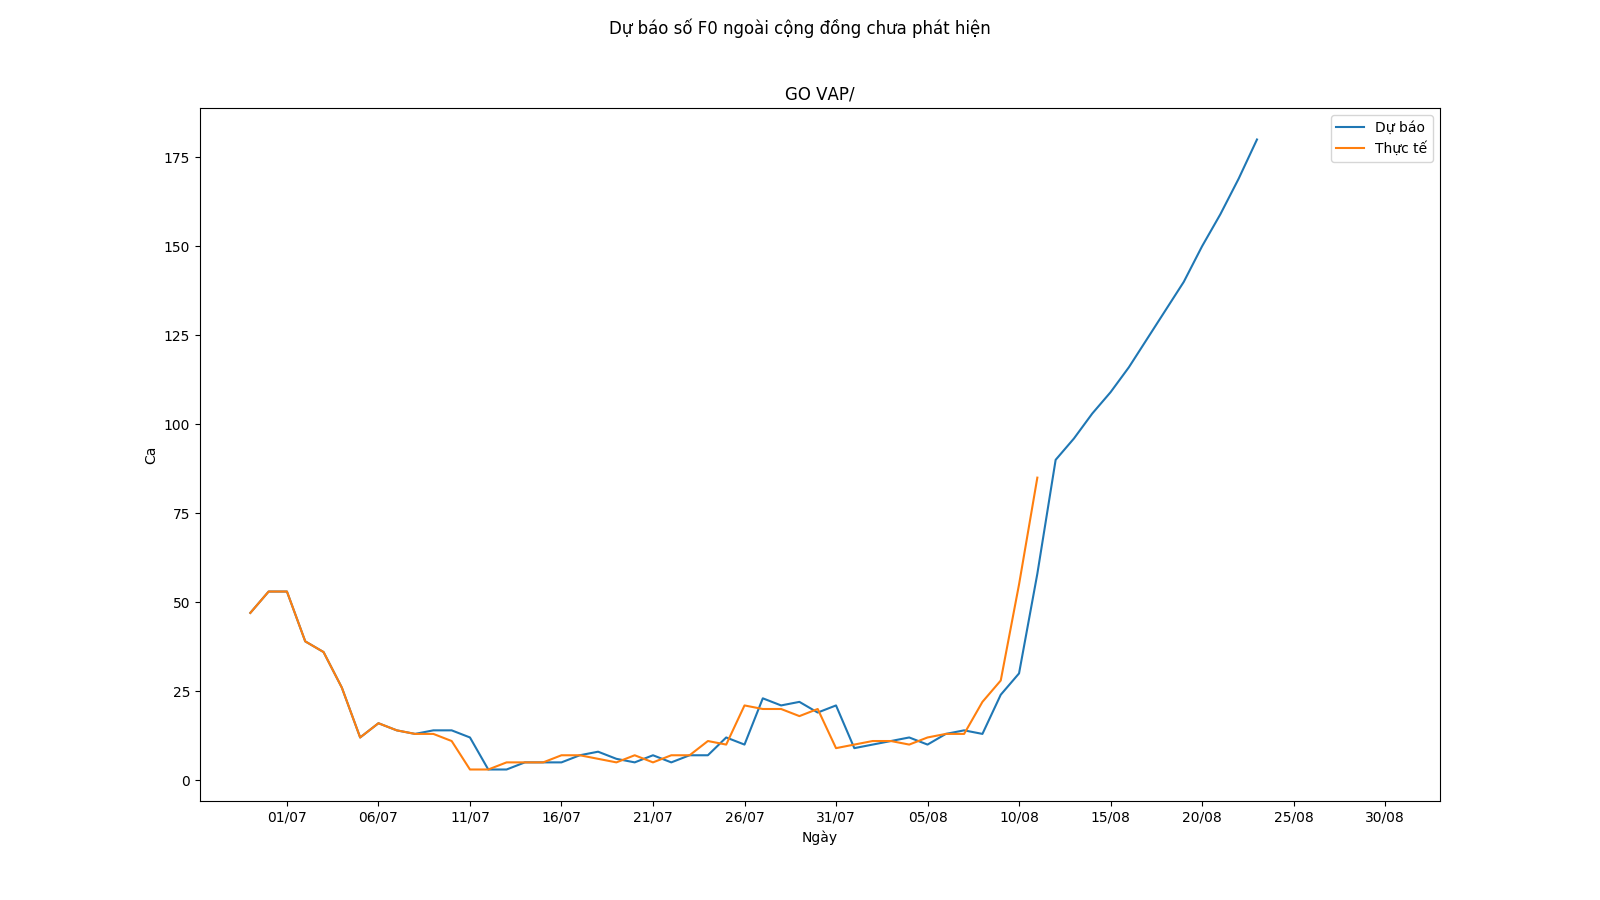 Dự báo số F0 ngoài cộng đồng chưa phát hiện
GO VAP/
Dự báo
Thực tế
175
150
125
100
75
50
25
0
Ca
01/07 06/07 11/07 16/07 21/07 26/07 31/07 05/08 10/08 15/08 20/08 25/08 30/08
Ngày